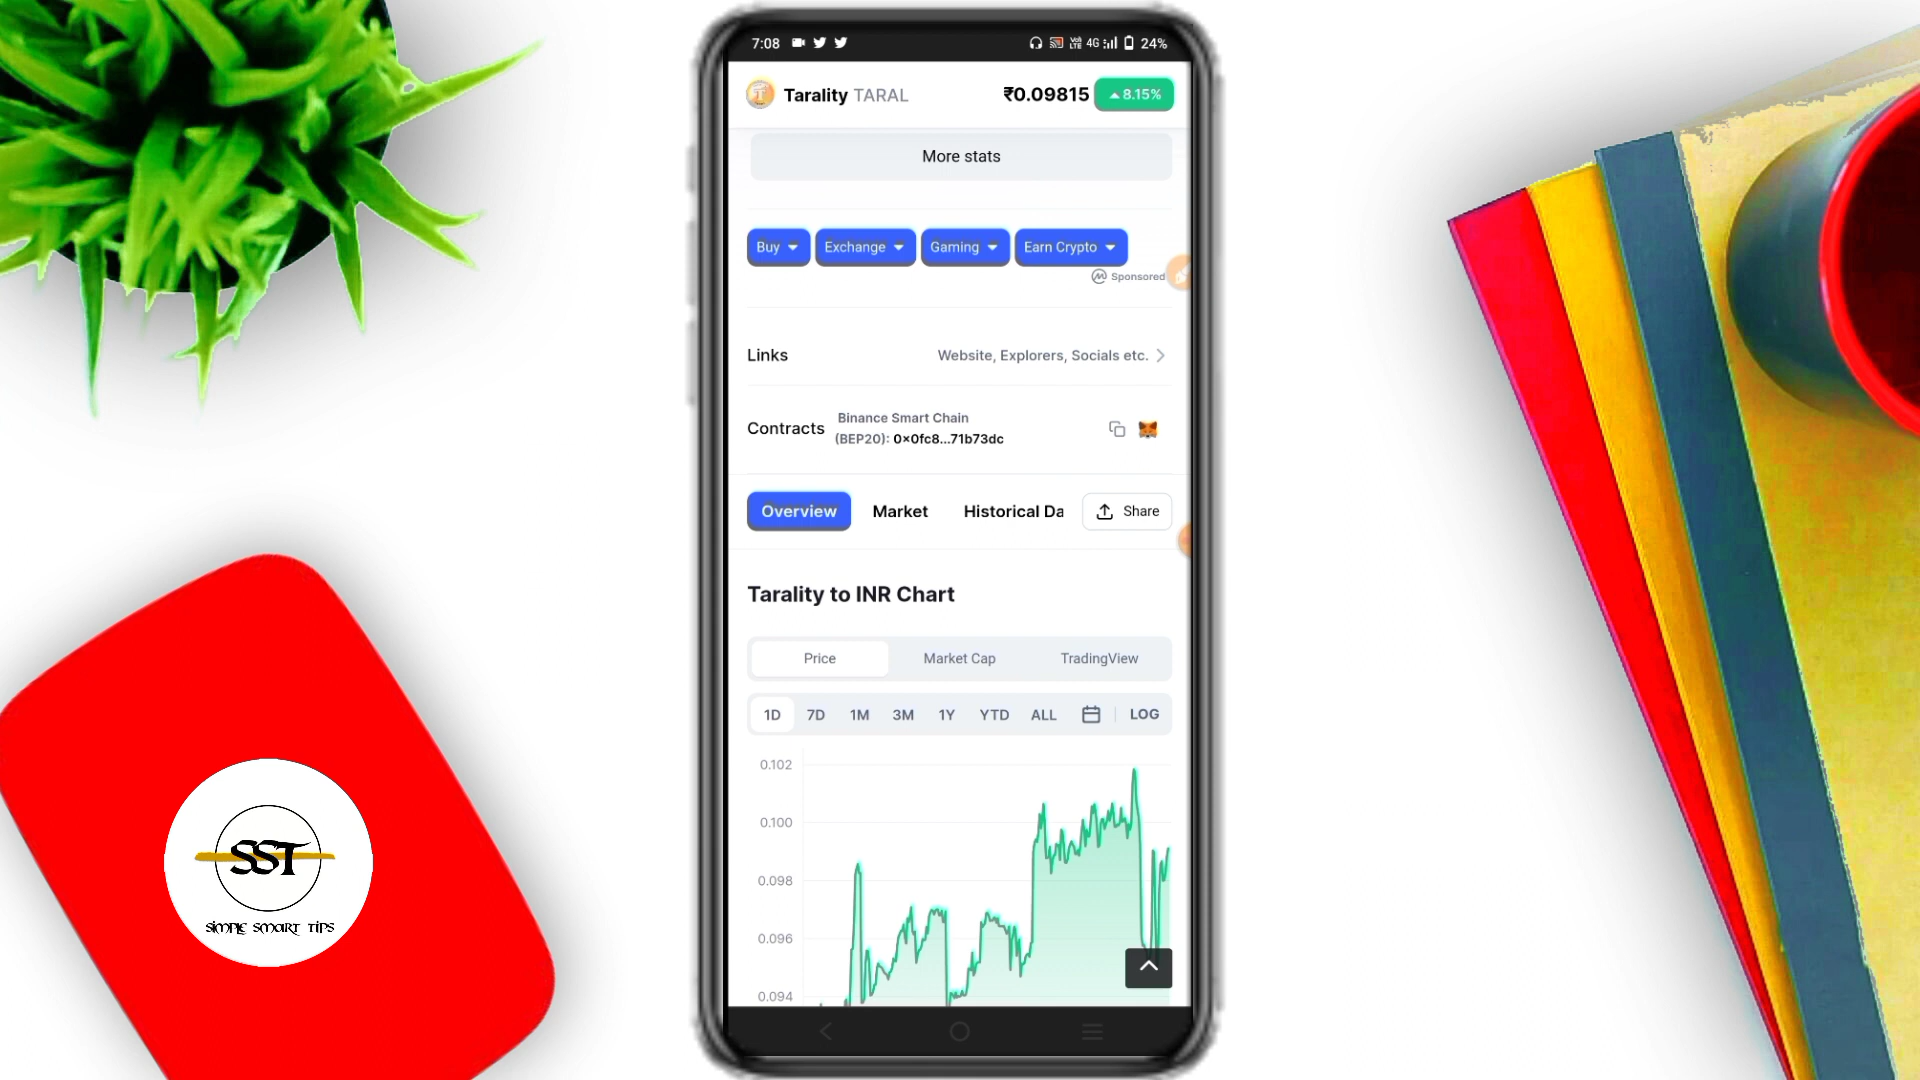 7:08 4G 24%
Tarality TARAL ₹0.09815 8.15%
More stats
Buy Exchange Gaming Earn Crypto
Sponsored
Links Website, Explorers, Socials etc.
Contracts Binance Smart Chain
(BEP20): 0x0fc8...71b73dc
Overview Market Historical Da Share
Tarality to INR Chart
Price Market Cap TradingView
1D 7D 1M 3M 1Y YTD ALL LOG
0.102
0.100
0.098
0.096
0.094
SST
SIMPLE SMART TIPS